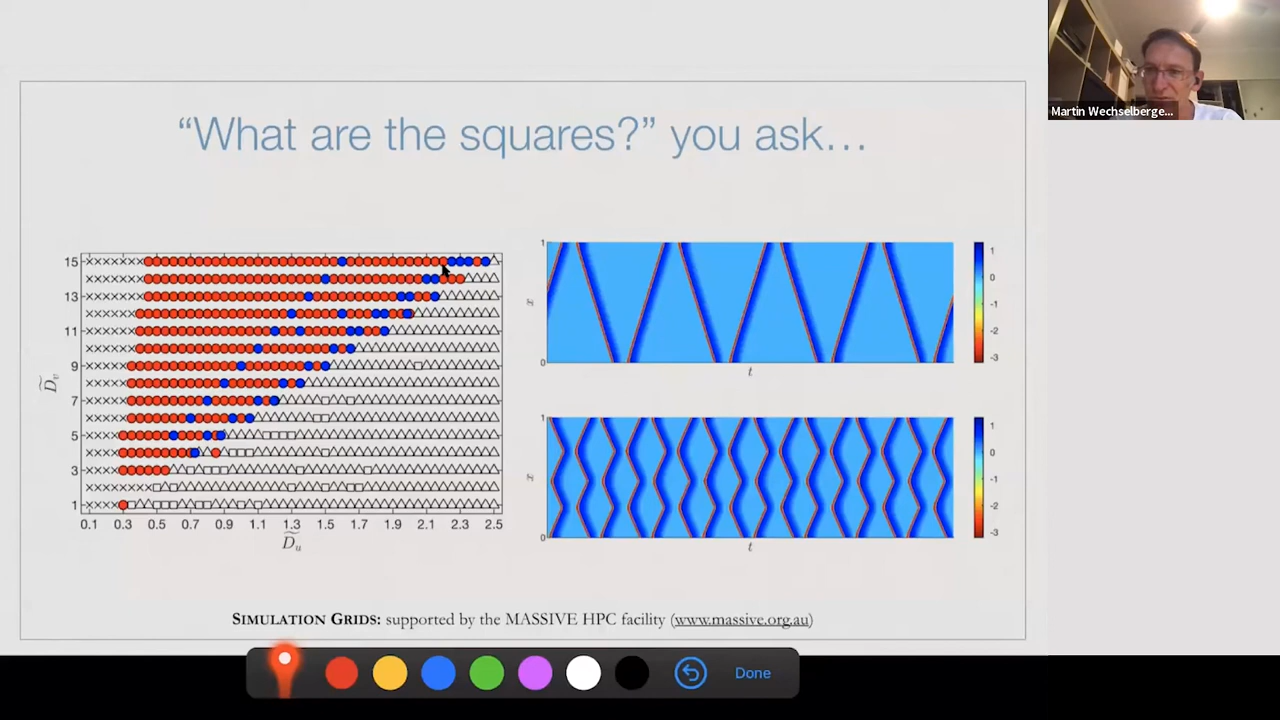 Martin Wechselberge...
“What are the squares?” you ask...
15
13
11
9
7
5
3
1
D̃v
0.1 0.3 0.5 0.7 0.9 1.1 1.3 1.5 1.7 1.9 2.1 2.3 2.5
D̃u
1
x
0
t
1
0
-1
-2
-3
1
x
0
t
1
0
-1
-2
-3
SIMULATION GRIDS: supported by the MASSIVE HPC facility (www.massive.org.au)
Done